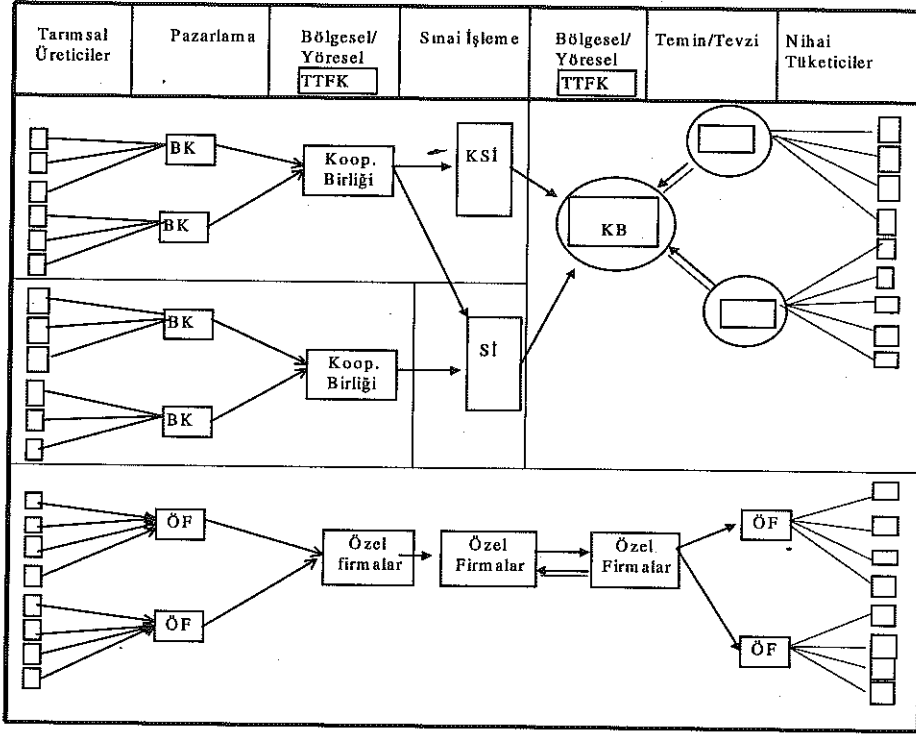 Tarımsal
Üreticiler
Pazarlama
Bölgesel/
Yöresel
TTFK
Sınai İşleme
Bölgesel/
Yöresel
TTFK
Temin/Tevzi
Nihai
Tüketiciler
BK
Koop.
Birliği
KSİ
BK
KB
BK
Koop.
Birliği
Sİ
BK
ÖF
Özel
firmalar
Özel
Firmalar
Özel
Firmalar
ÖF
ÖF
ÖF